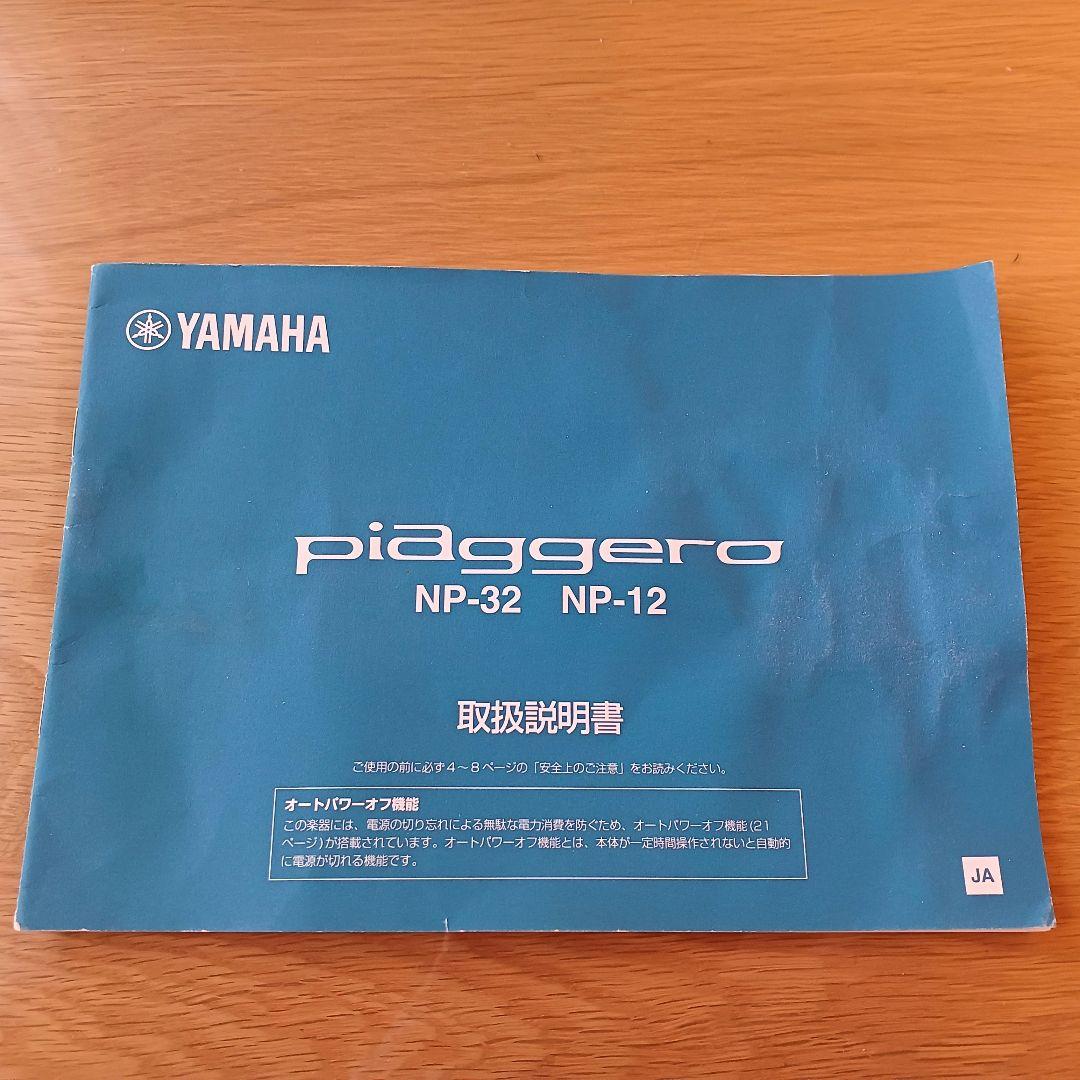 YAMAHA
piaggero
NP-32 NP-12
取扱説明書
ご使用の前に必ず4～8ページの「安全上のご注意」をお読みください。
オートパワーオフ機能
この楽器には、電源の切り忘れによる無駄な電力消費を防ぐため、オートパワーオフ機能(21
ページ)が搭載されています。オートパワーオフ機能とは、本体が一定時間操作されないと自動的
に電源が切れる機能です。
JA